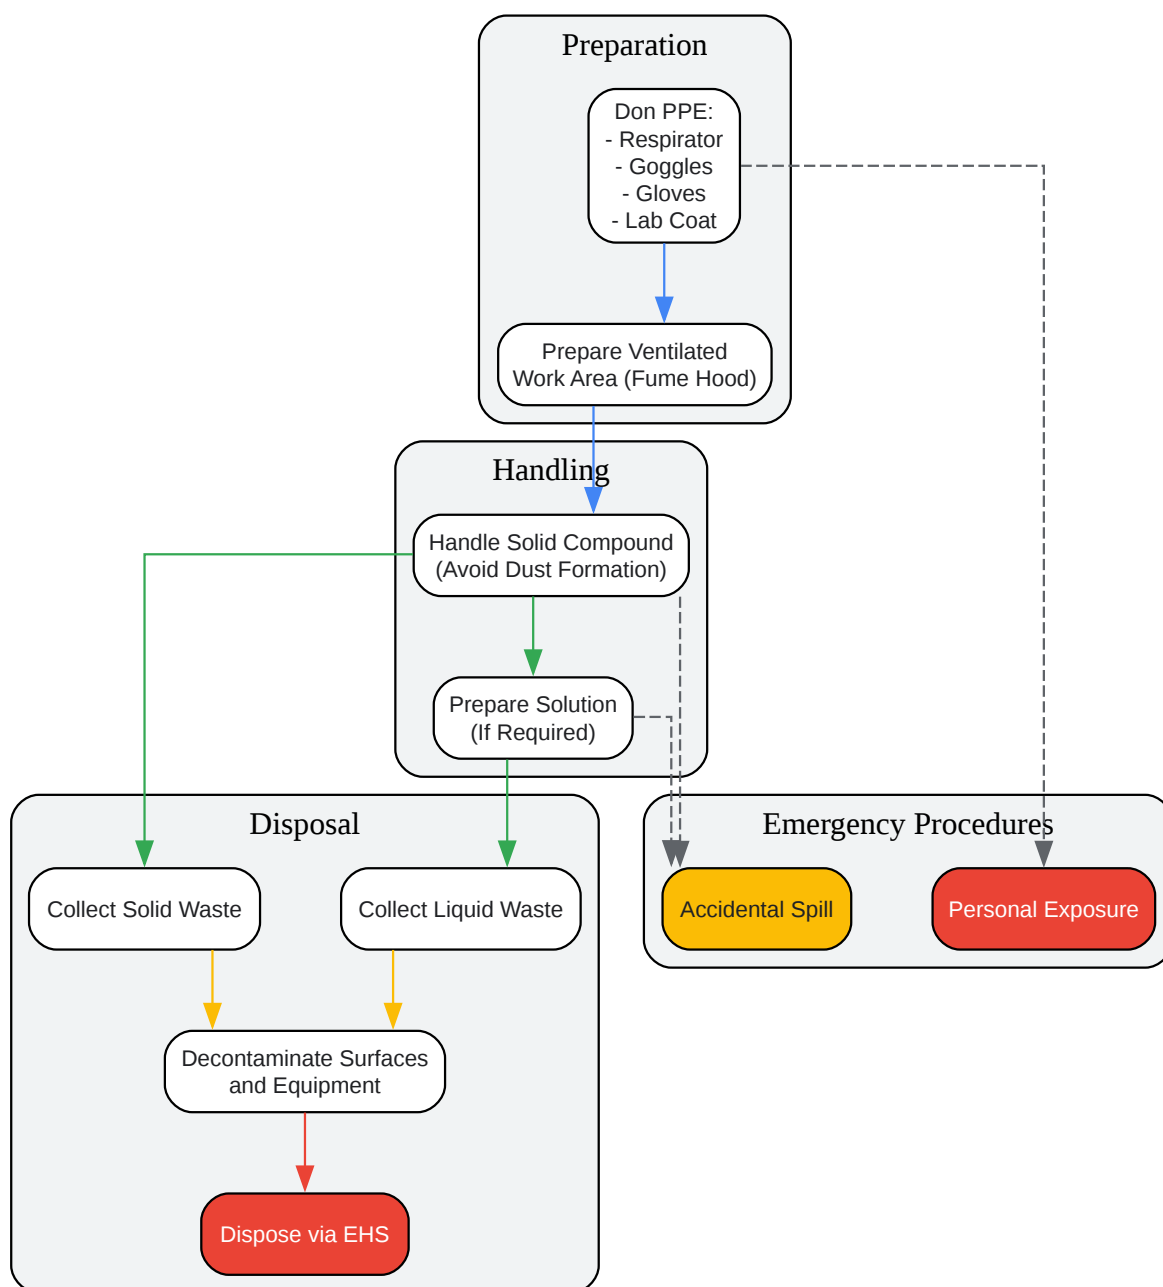 Preparation
Don PPE:
- Respirator
- Goggles
- Gloves
- Lab Coat
Prepare Ventilated
Work Area (Fume Hood)
Handling
Handle Solid Compound
(Avoid Dust Formation)
Prepare Solution
(If Required)
Disposal
Collect Solid Waste
Collect Liquid Waste
Decontaminate Surfaces
and Equipment
Dispose via EHS
Emergency Procedures
Accidental Spill
Personal Exposure